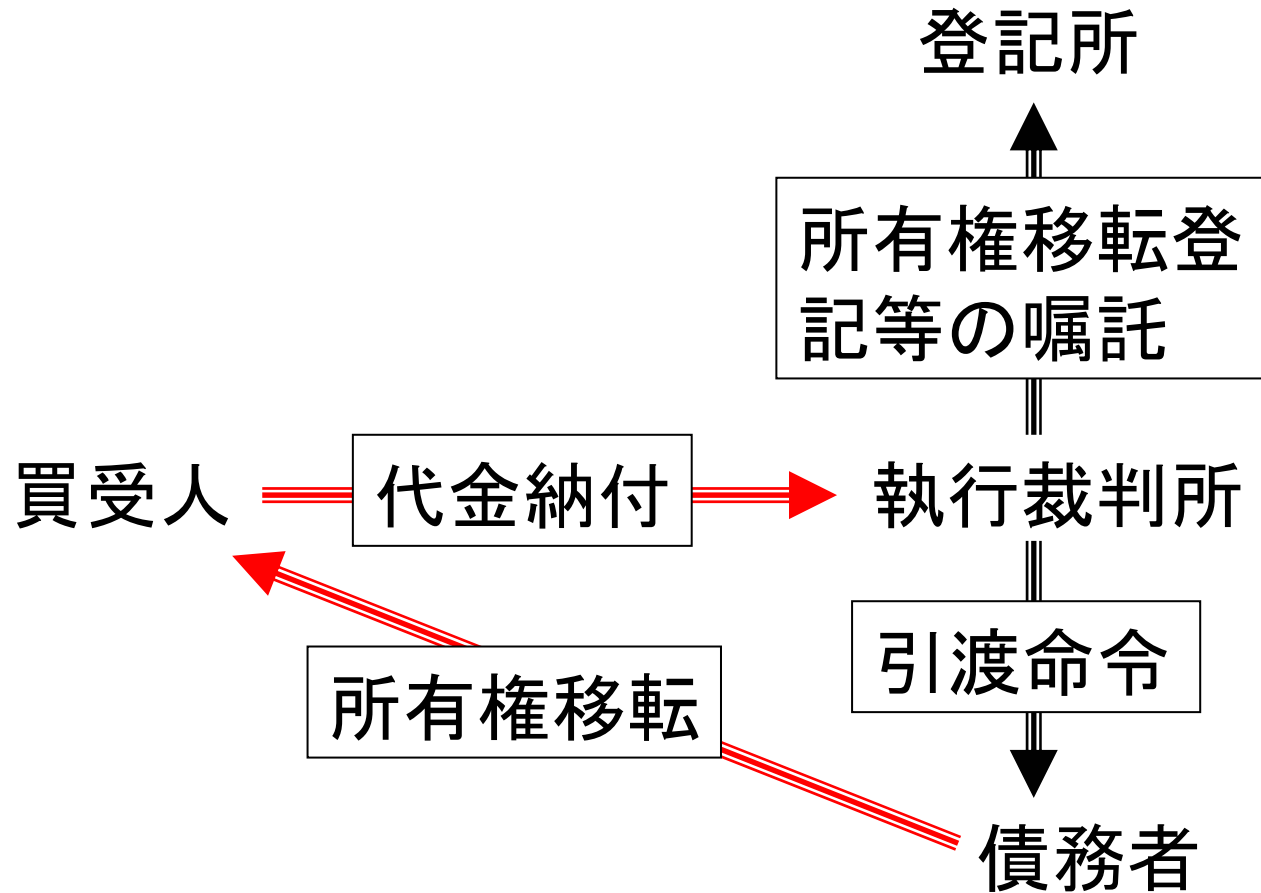 登記所
所有権移転登
記等の嘱託
買受人
代金納付
執行裁判所
引渡命令
所有権移転
債務者